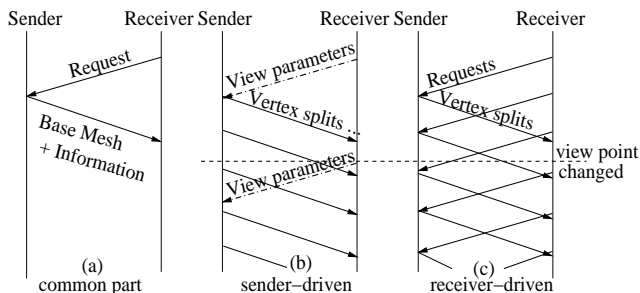 Sender Receiver Sender Receiver Sender Receiver
Request
Base Mesh
+ Information
View parameters
Vertex splits ...
View parameters
Requests
Vertex splits
view point
changed
(a)
common part
(b)
sender−driven
(c)
receiver−driven